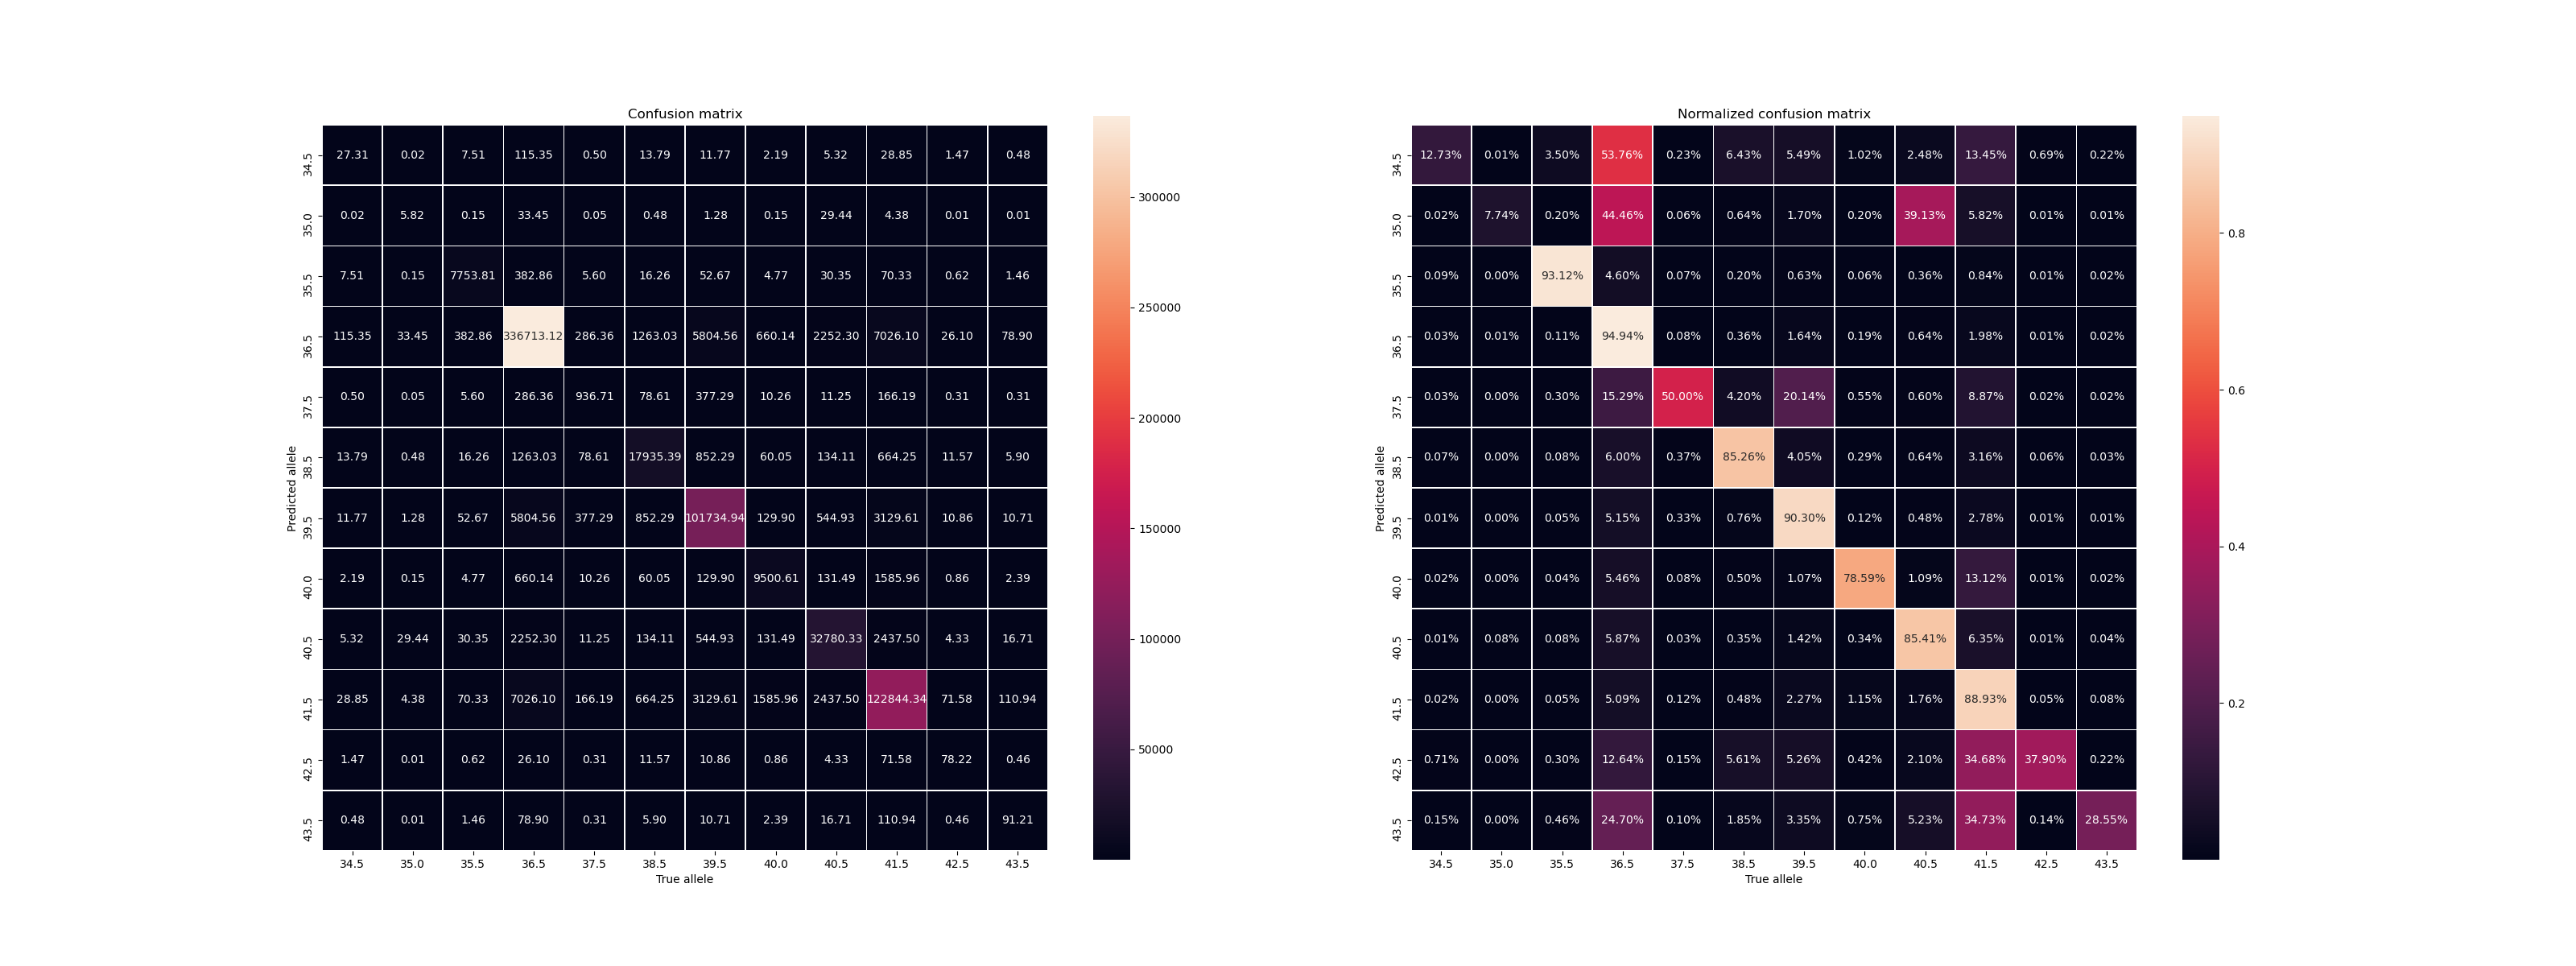 Confusion matrix
34.5 27.31 0.02 7.51 115.35 0.50 13.79 11.77 2.19 5.32 28.85 1.47 0.48
35.0 0.02 5.82 0.15 33.45 0.05 0.48 1.28 0.15 29.44 4.38 0.01 0.01
35.5 7.51 0.15 7753.81 382.86 5.60 16.26 52.67 4.77 30.35 70.33 0.62 1.46
36.5 115.35 33.45 382.86 336713.12 286.36 1263.03 5804.56 660.14 2252.30 7026.10 26.10 78.90
37.5 0.50 0.05 5.60 286.36 936.71 78.61 377.29 10.26 11.25 166.19 0.31 0.31
38.5 13.79 0.48 16.26 1263.03 78.61 17935.39 852.29 60.05 134.11 664.25 11.57 5.90
39.5 11.77 1.28 52.67 5804.56 377.29 852.29 101734.94 129.90 544.93 3129.61 10.86 10.71
40.0 2.19 0.15 4.77 660.14 10.26 60.05 129.90 9500.61 131.49 1585.96 0.86 2.39
40.5 5.32 29.44 30.35 2252.30 11.25 134.11 544.93 131.49 32780.33 2437.50 4.33 16.71
41.5 28.85 4.38 70.33 7026.10 166.19 664.25 3129.61 1585.96 2437.50 122844.34 71.58 110.94
42.5 1.47 0.01 0.62 26.10 0.31 11.57 10.86 0.86 4.33 71.58 78.22 0.46
43.5 0.48 0.01 1.46 78.90 0.31 5.90 10.71 2.39 16.71 110.94 0.46 91.21
34.5 35.0 35.5 36.5 37.5 38.5 39.5 40.0 40.5 41.5 42.5 43.5
True allele
Predicted allele
300000
250000
200000
150000
100000
50000
Normalized confusion matrix
34.5 12.73% 0.01% 3.50% 53.76% 0.23% 6.43% 5.49% 1.02% 2.48% 13.45% 0.69% 0.22%
35.0 0.02% 7.74% 0.20% 44.46% 0.06% 0.64% 1.70% 0.20% 39.13% 5.82% 0.01% 0.01%
35.5 0.09% 0.00% 93.12% 4.60% 0.07% 0.20% 0.63% 0.06% 0.36% 0.84% 0.01% 0.02%
36.5 0.03% 0.01% 0.11% 94.94% 0.08% 0.36% 1.64% 0.19% 0.64% 1.98% 0.01% 0.02%
37.5 0.03% 0.00% 0.30% 15.29% 50.00% 4.20% 20.14% 0.55% 0.60% 8.87% 0.02% 0.02%
38.5 0.07% 0.00% 0.08% 6.00% 0.37% 85.26% 4.05% 0.29% 0.64% 3.16% 0.06% 0.03%
39.5 0.01% 0.00% 0.05% 5.15% 0.33% 0.76% 90.30% 0.12% 0.48% 2.78% 0.01% 0.01%
40.0 0.02% 0.00% 0.04% 5.46% 0.08% 0.50% 1.07% 78.59% 1.09% 13.12% 0.01% 0.02%
40.5 0.01% 0.08% 0.08% 5.87% 0.03% 0.35% 1.42% 0.34% 85.41% 6.35% 0.01% 0.04%
41.5 0.02% 0.00% 0.05% 5.09% 0.12% 0.48% 2.27% 1.15% 1.76% 88.93% 0.05% 0.08%
42.5 0.71% 0.00% 0.30% 12.64% 0.15% 5.61% 5.26% 0.42% 2.10% 34.68% 37.90% 0.22%
43.5 0.15% 0.00% 0.46% 24.70% 0.10% 1.85% 3.35% 0.75% 5.23% 34.73% 0.14% 28.55%
34.5 35.0 35.5 36.5 37.5 38.5 39.5 40.0 40.5 41.5 42.5 43.5
True allele
Predicted allele
0.8
0.6
0.4
0.2